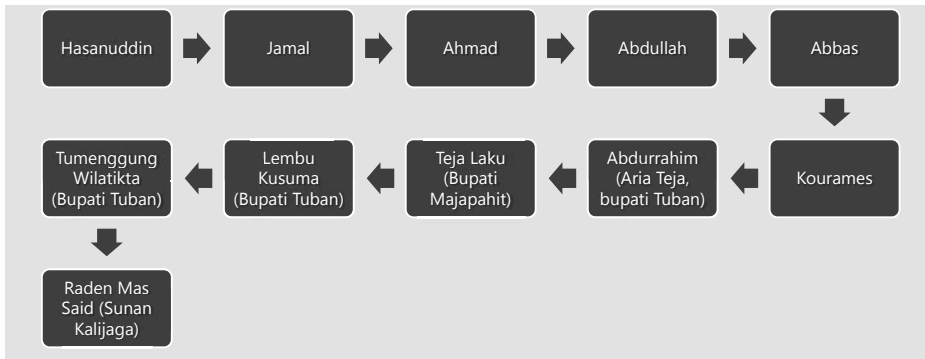 Hasanuddin
Jamal
Ahmad
Abdullah
Abbas
Kourames
Abdurrahim
(Aria Teja,
bupati Tuban)
Teja Laku
(Bupati
Majapahit)
Lembu
Kusuma
(Bupati Tuban)
Tumenggung
Wilatikta
(Bupati Tuban)
Raden Mas
Said (Sunan
Kalijaga)